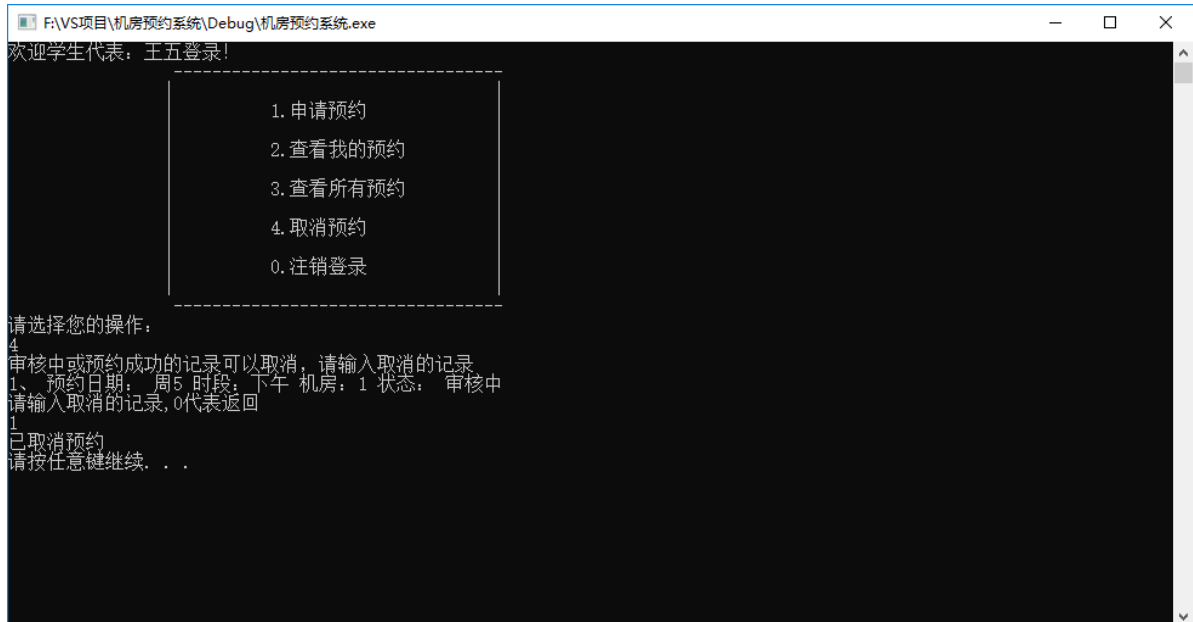 F:\VS项目\机房预约系统\Debug\机房预约系统.exe
欢迎学生代表：王五登录!
----------------------------------
1.申请预约
2.查看我的预约
3.查看所有预约
4.取消预约
0.注销登录
----------------------------------
请选择您的操作：
4
审核中或预约成功的记录可以取消，请输入取消的记录
1、 预约日期： 周5 时段：下午 机房：1 状态： 审核中
请输入取消的记录,0代表返回
1
已取消预约
请按任意键继续. . .